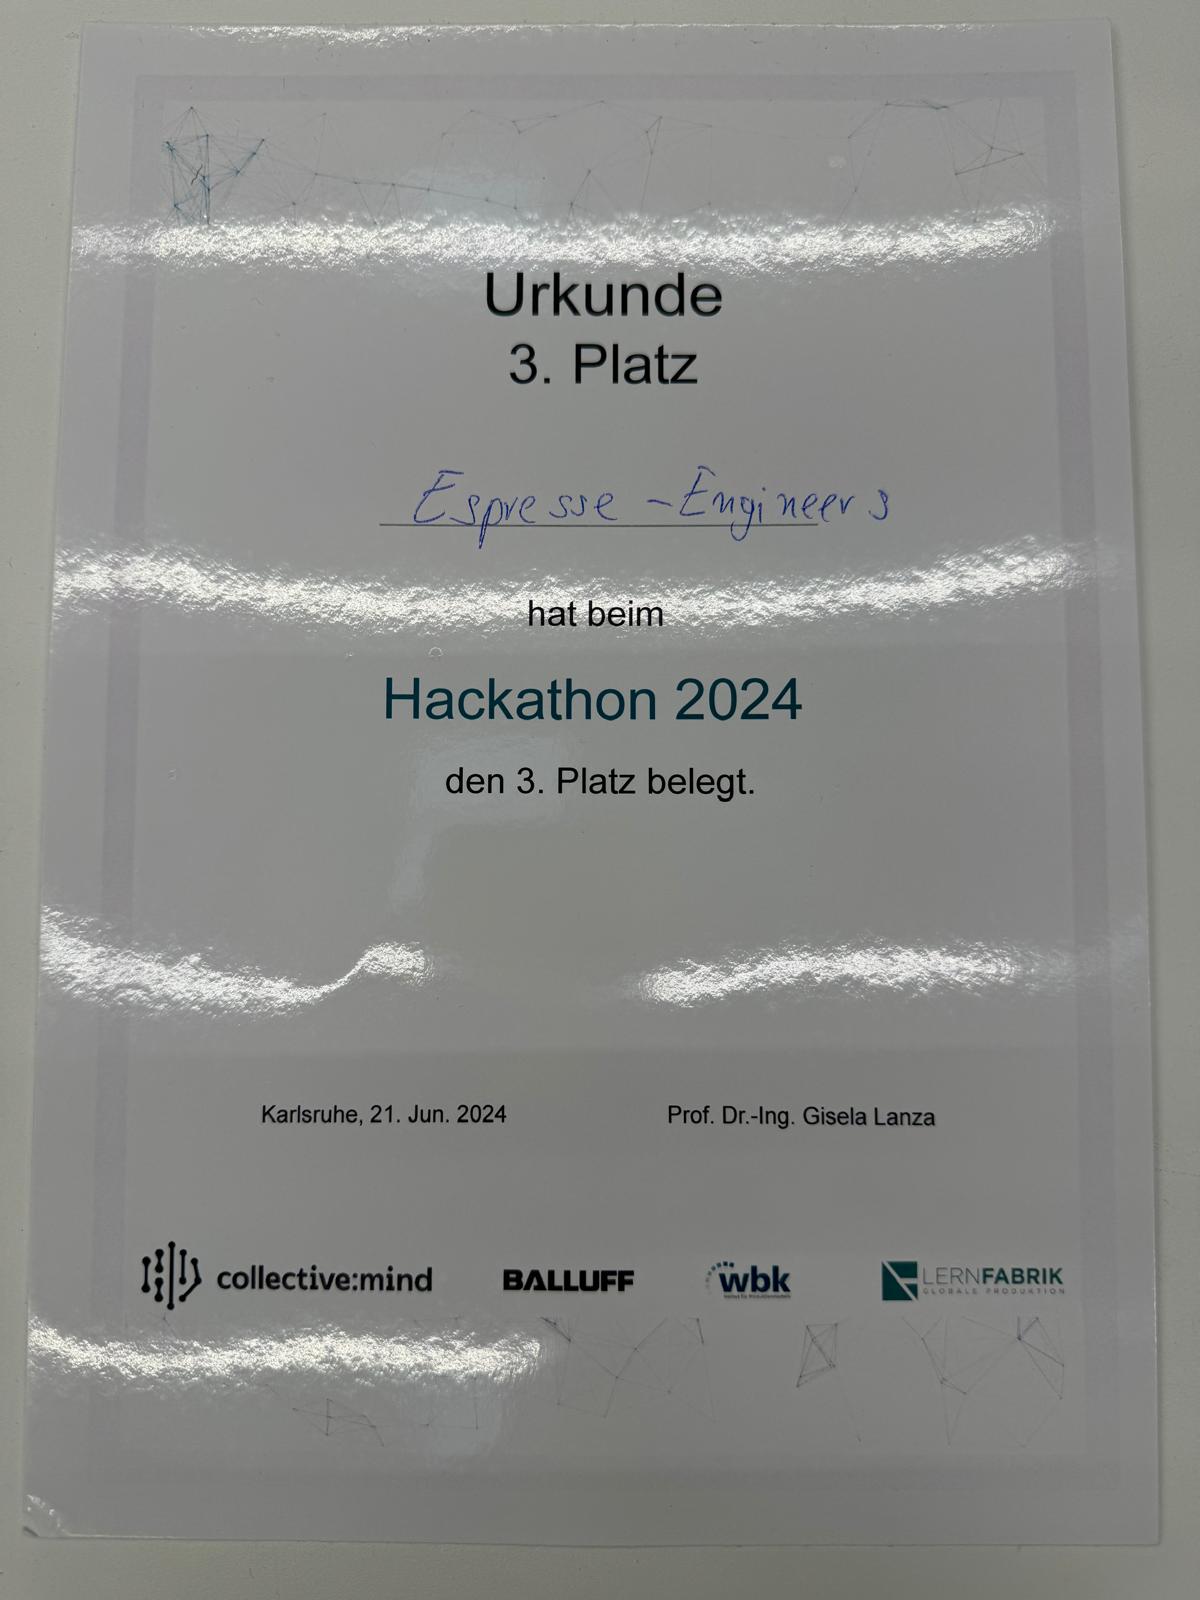 Urkunde
3. Platz
Espresse - Engineers
hat beim
Hackathon 2024
den 3. Platz belegt.
Karlsruhe, 21. Jun. 2024 Prof. Dr.-Ing. Gisela Lanza
collective:mind BALLUFF wbk LERNFABRIK
GLOBALE PRODUKTION